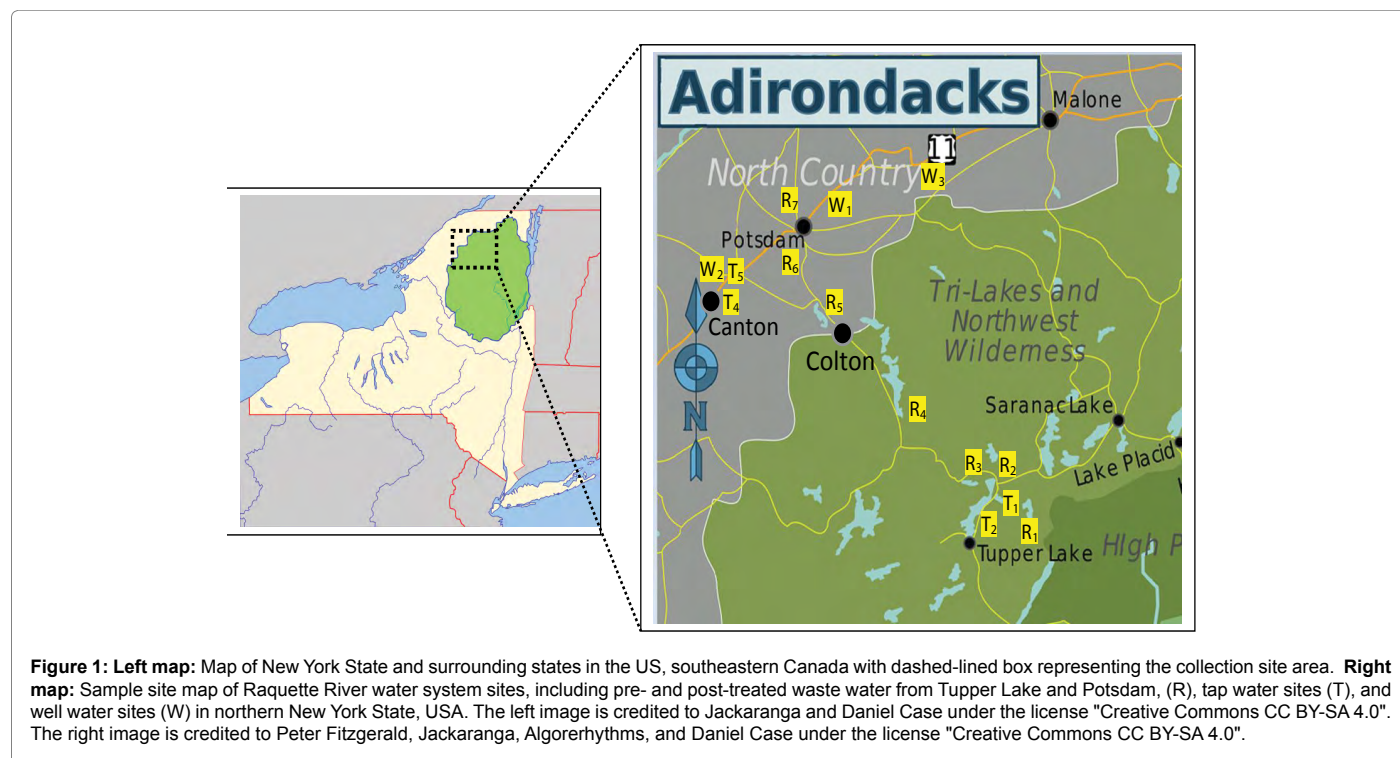 Adirondacks
Malone
11
North Country
W3
R7
W1
Potsdam
R6
W2
T5
T4
Canton
R5
Colton
Tri-Lakes and
Northwest
Wilderness
N
R4
Saranac Lake
R3
R2
Lake Placid
T1
T2
R1
Tupper Lake
HIgh P
Figure 1: Left map: Map of New York State and surrounding states in the US, southeastern Canada with dashed-lined box representing the collection site area. Right
map: Sample site map of Raquette River water system sites, including pre- and post-treated waste water from Tupper Lake and Potsdam, (R), tap water sites (T), and
well water sites (W) in northern New York State, USA. The left image is credited to Jackaranga and Daniel Case under the license "Creative Commons CC BY-SA 4.0".
The right image is credited to Peter Fitzgerald, Jackaranga, Algorerhythms, and Daniel Case under the license "Creative Commons CC BY-SA 4.0".